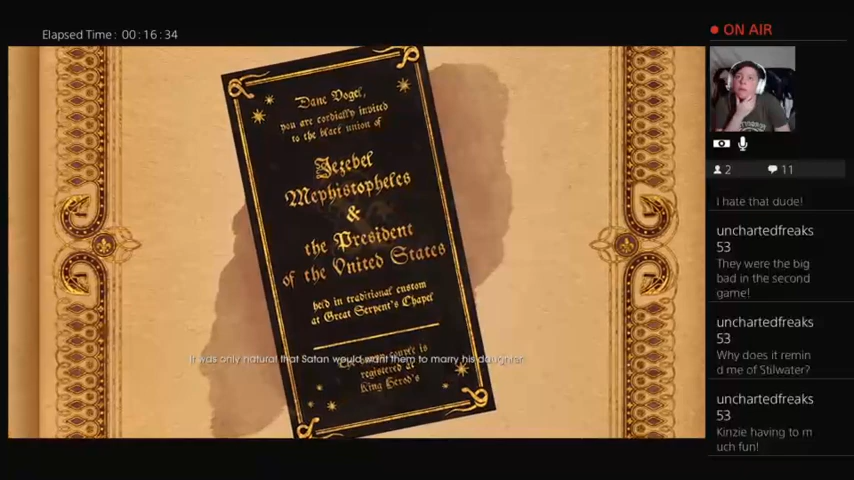 Elapsed Time: 00:16:34
ON AIR
Dane Vogel,
you are cordially invited
to the black union of
Jezebel
Mephistopheles
&
the President
of the United States
held in traditional custom
at Great Serpent's Chapel
It was only natural that Satan would want them to marry his daughter
registered at
King Herod's
2
11
I hate that dude!
unchartedfreaks
53
They were the big
bad in the second
game!
unchartedfreaks
53
Why does it remin
d me of Stilwater?
unchartedfreaks
53
Kinzie having to m
uch fun!